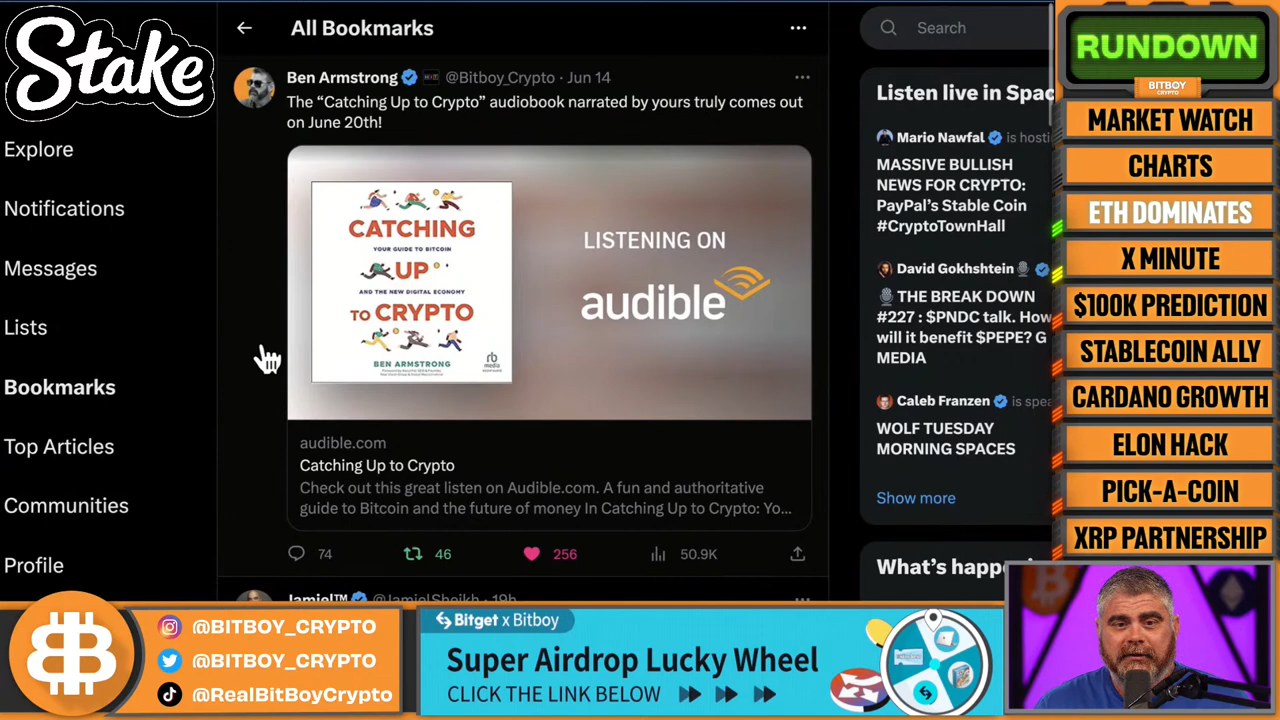 Stake
Explore
Notifications
Messages
Lists
Bookmarks
Top Articles
Communities
Profile
All Bookmarks
Ben Armstrong @Bitboy_Crypto · Jun 14
The “Catching Up to Crypto” audiobook narrated by yours truly comes out
on June 20th!
CATCHING
YOUR GUIDE TO BITCOIN
UP
AND THE NEW DIGITAL ECONOMY
TO CRYPTO
BEN ARMSTRONG
rb
media
LISTENING ON
audible
audible.com
Catching Up to Crypto
Check out this great listen on Audible.com. A fun and authoritative
guide to Bitcoin and the future of money In Catching Up to Crypto: Yo...
74 46 256 50.9K
JamieI™ @JamielSheikh · 19h
Search
Listen live in Spac
Mario Nawfal is hosti
MASSIVE BULLISH
NEWS FOR CRYPTO:
PayPal's Stable Coin
#CryptoTownHall
David Gokhshtein
THE BREAK DOWN
#227 : $PNDC talk. How
will it benefit $PEPE? G
MEDIA
Caleb Franzen is spea
WOLF TUESDAY
MORNING SPACES
Show more
What's happe
RUNDOWN
BITBOY
CRYPTO
MARKET WATCH
CHARTS
ETH DOMINATES
X MINUTE
$100K PREDICTION
STABLECOIN ALLY
CARDANO GROWTH
ELON HACK
PICK-A-COIN
XRP PARTNERSHIP
@BITBOY_CRYPTO
@BITBOY_CRYPTO
@RealBitBoyCrypto
Bitget x Bitboy
Super Airdrop Lucky Wheel
CLICK THE LINK BELOW